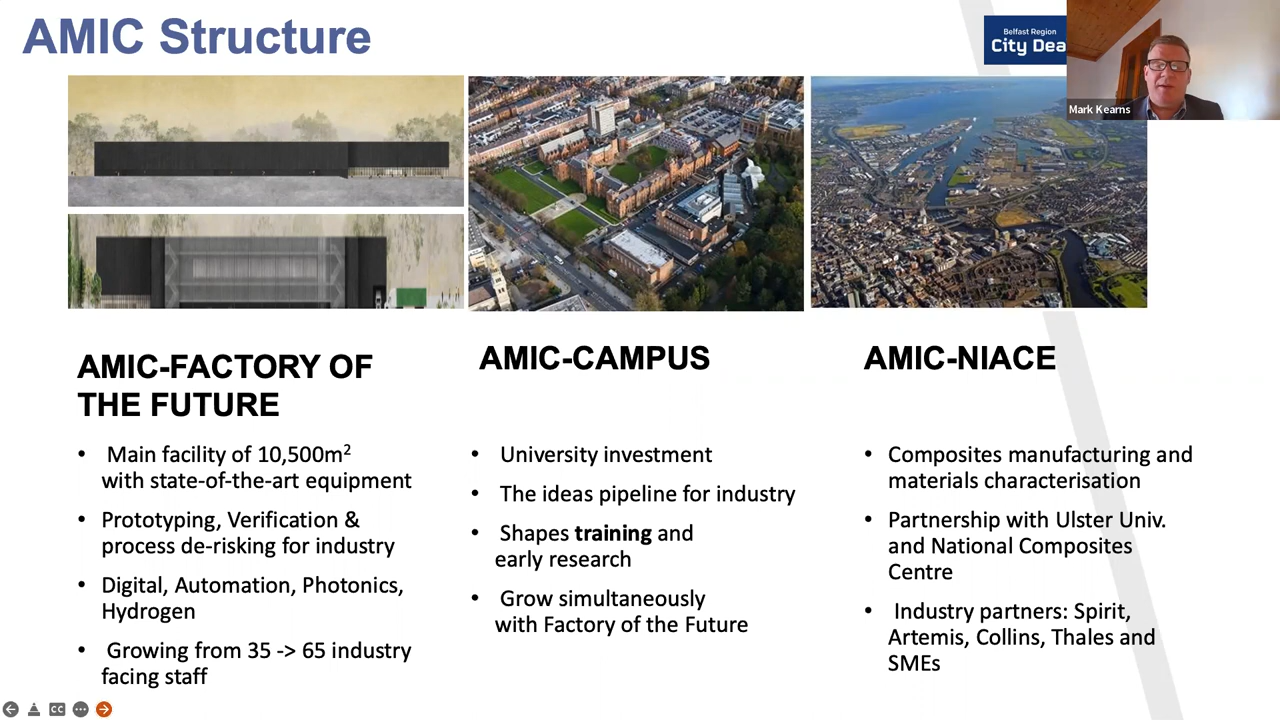 AMIC Structure
Belfast Region
City Dea
Mark Kearns
AMIC-FACTORY OF
THE FUTURE
• Main facility of 10,500m²
with state-of-the-art equipment
• Prototyping, Verification &
process de-risking for industry
• Digital, Automation, Photonics,
Hydrogen
• Growing from 35 -> 65 industry
facing staff
AMIC-CAMPUS
• University investment
• The ideas pipeline for industry
• Shapes training and
early research
• Grow simultaneously
with Factory of the Future
AMIC-NIACE
• Composites manufacturing and
materials characterisation
• Partnership with Ulster Univ.
and National Composites
Centre
• Industry partners: Spirit,
Artemis, Collins, Thales and
SMEs
CC